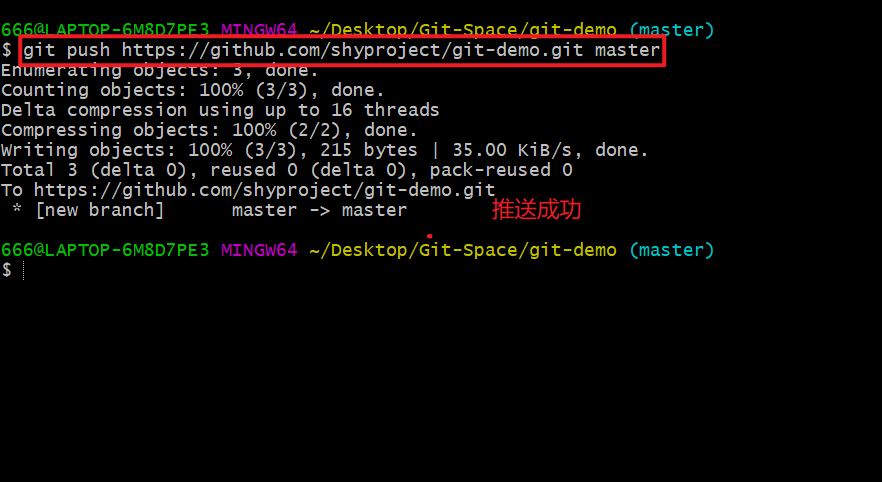 666@LAPTOP-6M8D7PE3 MINGW64 ~/Desktop/Git-Space/git-demo (master)
$ git push https://github.com/shyproject/git-demo.git master
Enumerating objects: 3, done.
Counting objects: 100% (3/3), done.
Delta compression using up to 16 threads
Compressing objects: 100% (2/2), done.
Writing objects: 100% (3/3), 215 bytes | 35.00 KiB/s, done.
Total 3 (delta 0), reused 0 (delta 0), pack-reused 0
To https://github.com/shyproject/git-demo.git
 * [new branch]      master -> master 推送成功
666@LAPTOP-6M8D7PE3 MINGW64 ~/Desktop/Git-Space/git-demo (master)
$